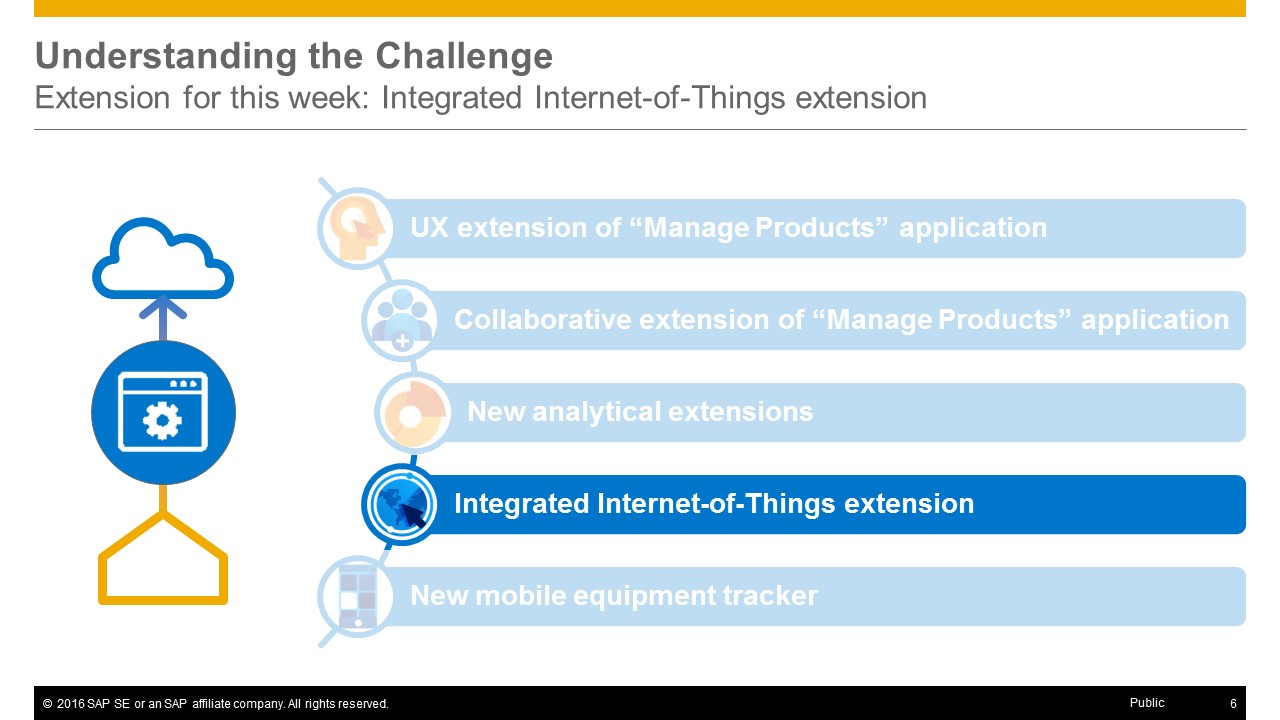 Understanding the Challenge
Extension for this week: Integrated Internet-of-Things extension
UX extension of “Manage Products” application
Collaborative extension of “Manage Products” application
New analytical extensions
Integrated Internet-of-Things extension
New mobile equipment tracker
© 2016 SAP SE or an SAP affiliate company. All rights reserved.
Public
6